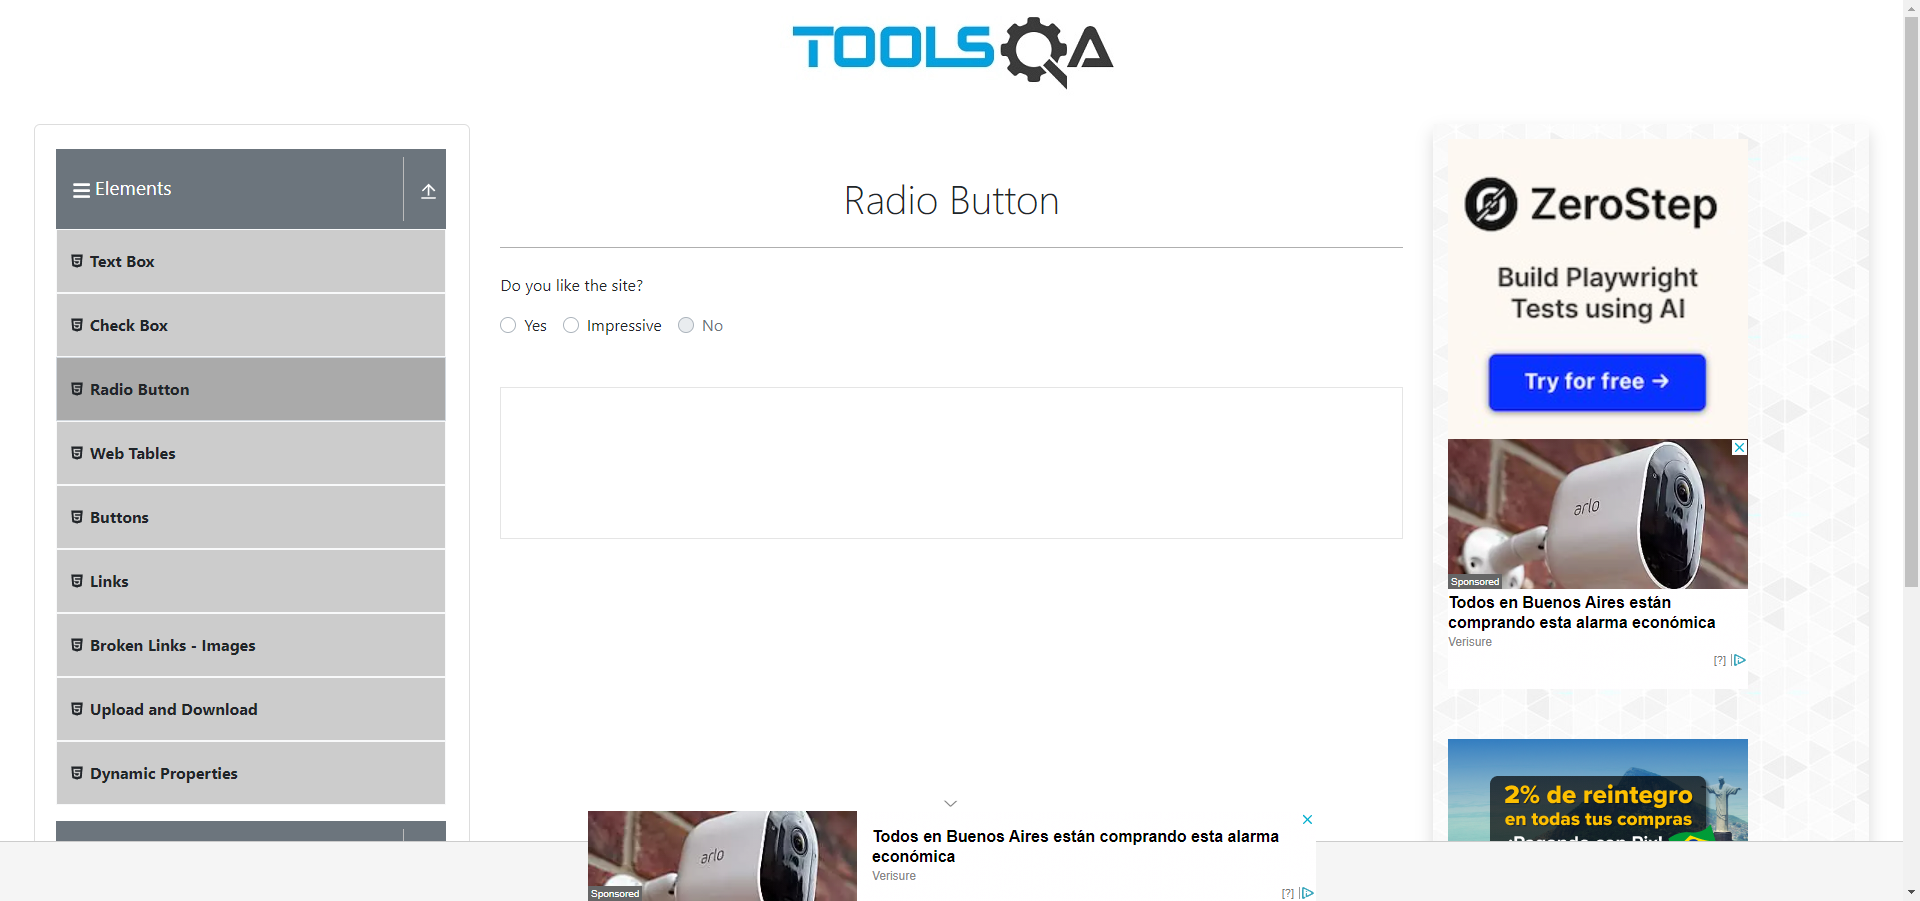 TOOLSQA
Elements
Text Box
Check Box
Radio Button
Web Tables
Buttons
Links
Broken Links - Images
Upload and Download
Dynamic Properties
Radio Button
Do you like the site?
Yes
Impressive
No
ZeroStep
Build Playwright
Tests using AI
Try for free →
arlo
Sponsored
Todos en Buenos Aires están
comprando esta alarma económica
Verisure
[?]
2% de reintegro
en todas tus compras
arlo
Sponsored
Todos en Buenos Aires están comprando esta alarma
económica
Verisure
[?]